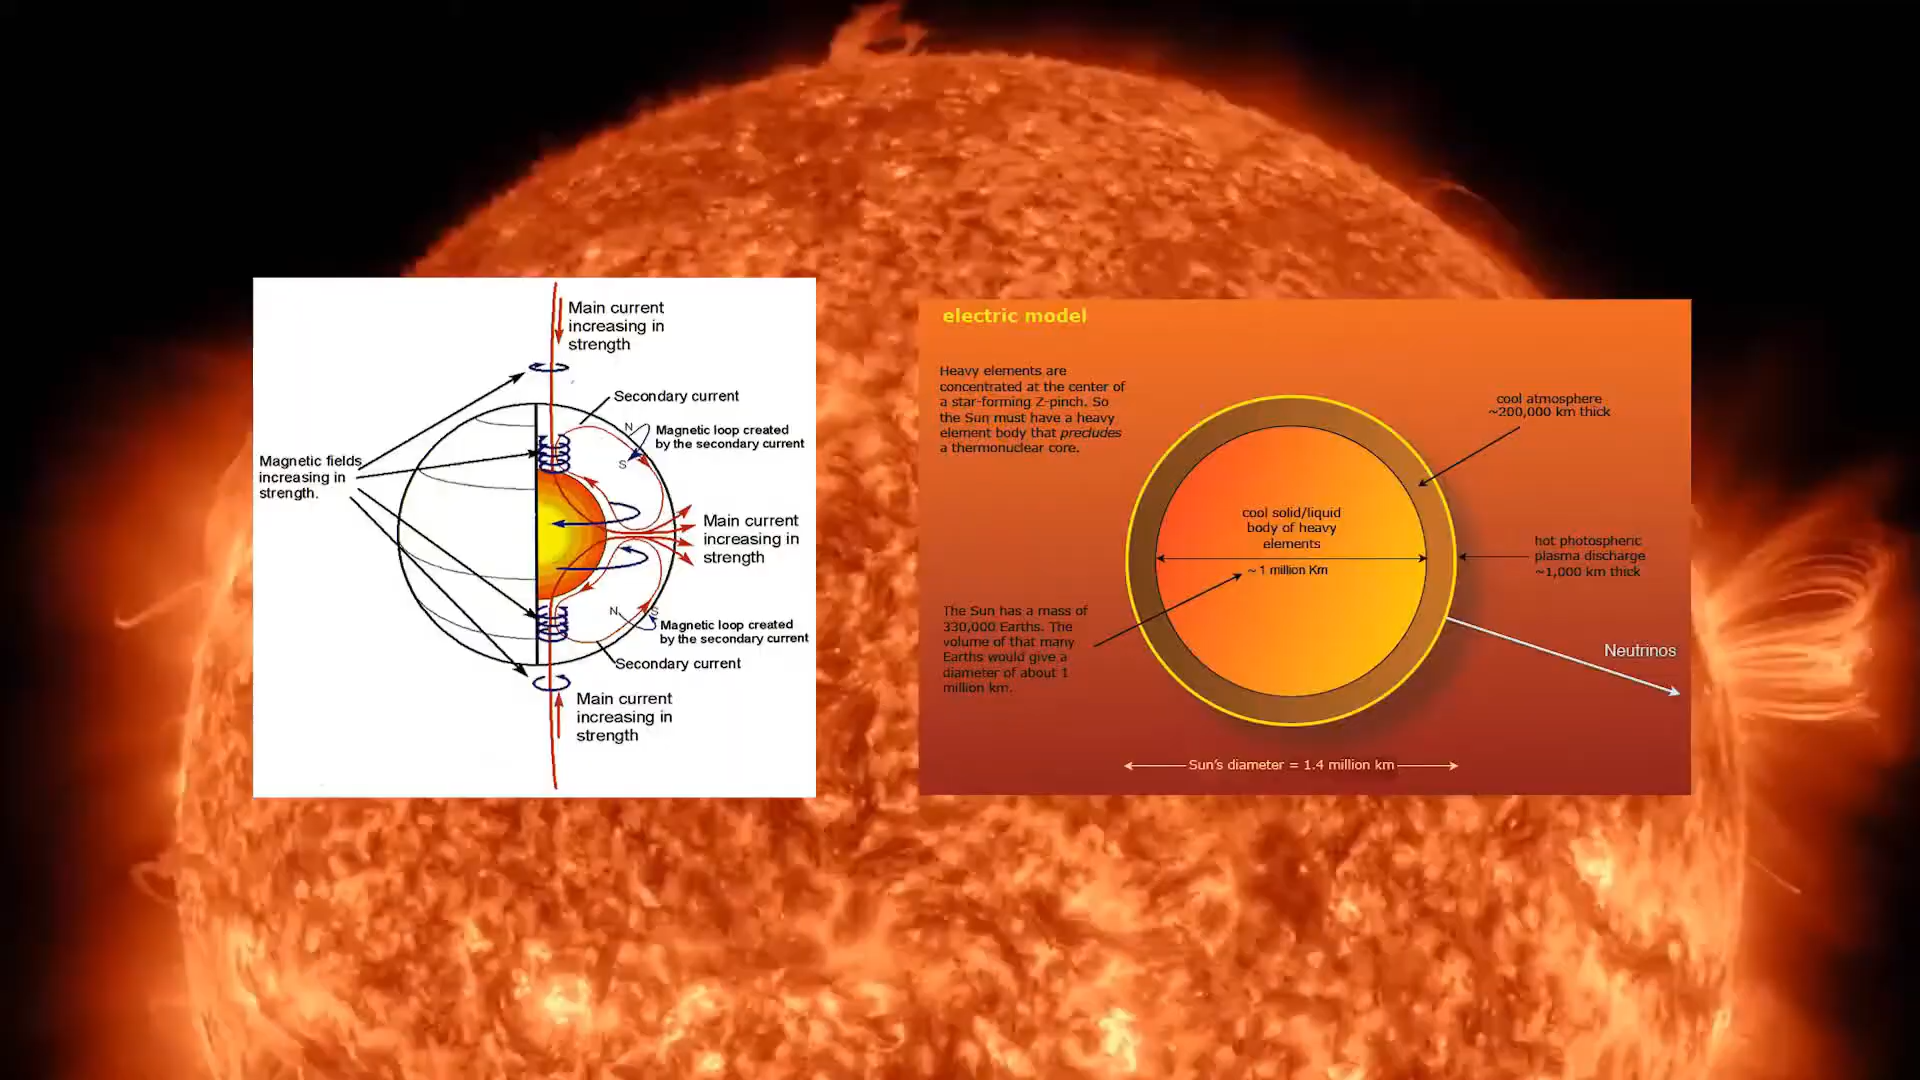 Main current
increasing in
strength
Secondary current
N
Magnetic loop created
by the secondary current
S
Magnetic fields
increasing in
strength.
Main current
increasing in
strength
N
S
Magnetic loop created
by the secondary current
Secondary current
Main current
increasing in
strength
electric model
Heavy elements are
concentrated at the center of
a star-forming Z-pinch. So
the Sun must have a heavy
element body that precludes
a thermonuclear core.
cool atmosphere
~200,000 km thick
cool solid/liquid
body of heavy
elements
~ 1 million Km
hot photospheric
plasma discharge
~1,000 km thick
The Sun has a mass of
330,000 Earths. The
volume of that many
Earths would give a
diameter of about 1
million km.
Neutrinos
Sun's diameter = 1.4 million km